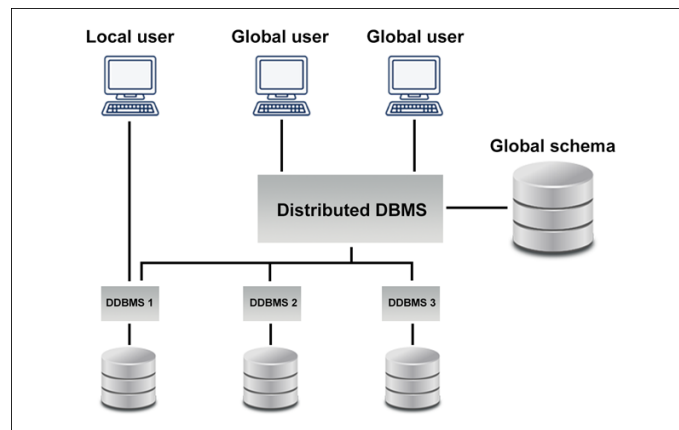 Local user
Global user
Global user
Global schema
Distributed DBMS
DDBMS 1
DDBMS 2
DDBMS 3